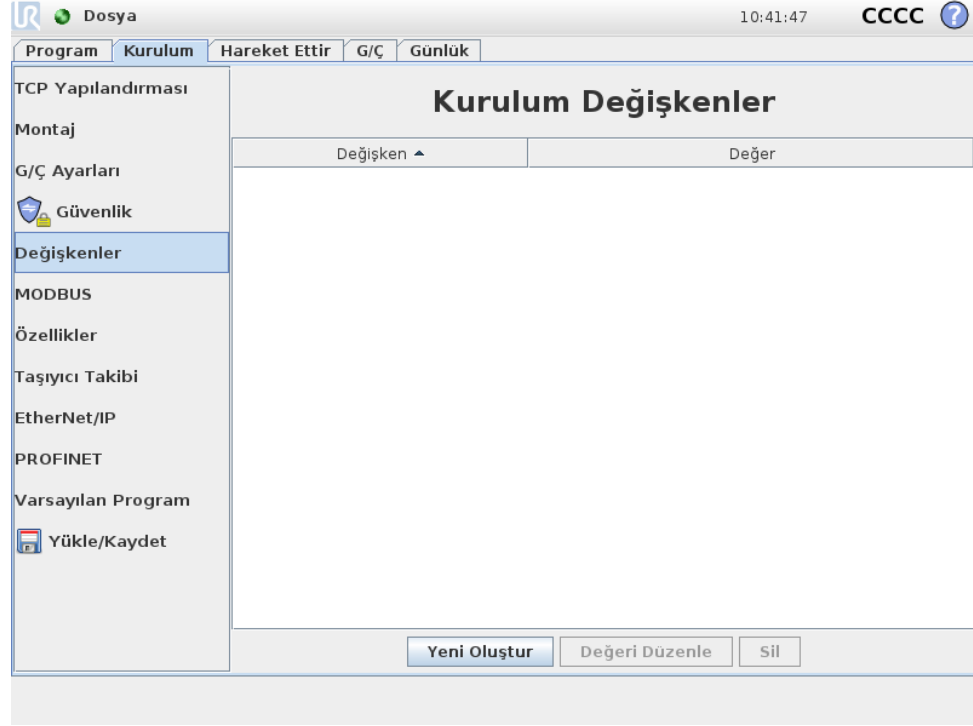 UR Dosya 10:41:47 CCCC ?
Program Kurulum Hareket Ettir G/Ç Günlük
TCP Yapılandırması
Montaj
G/Ç Ayarları
Güvenlik
Değişkenler
MODBUS
Özellikler
Taşıyıcı Takibi
EtherNet/IP
PROFINET
Varsayılan Program
Yükle/Kaydet
Kurulum Değişkenler
Değişken Değer
Yeni Oluştur Değeri Düzenle Sil